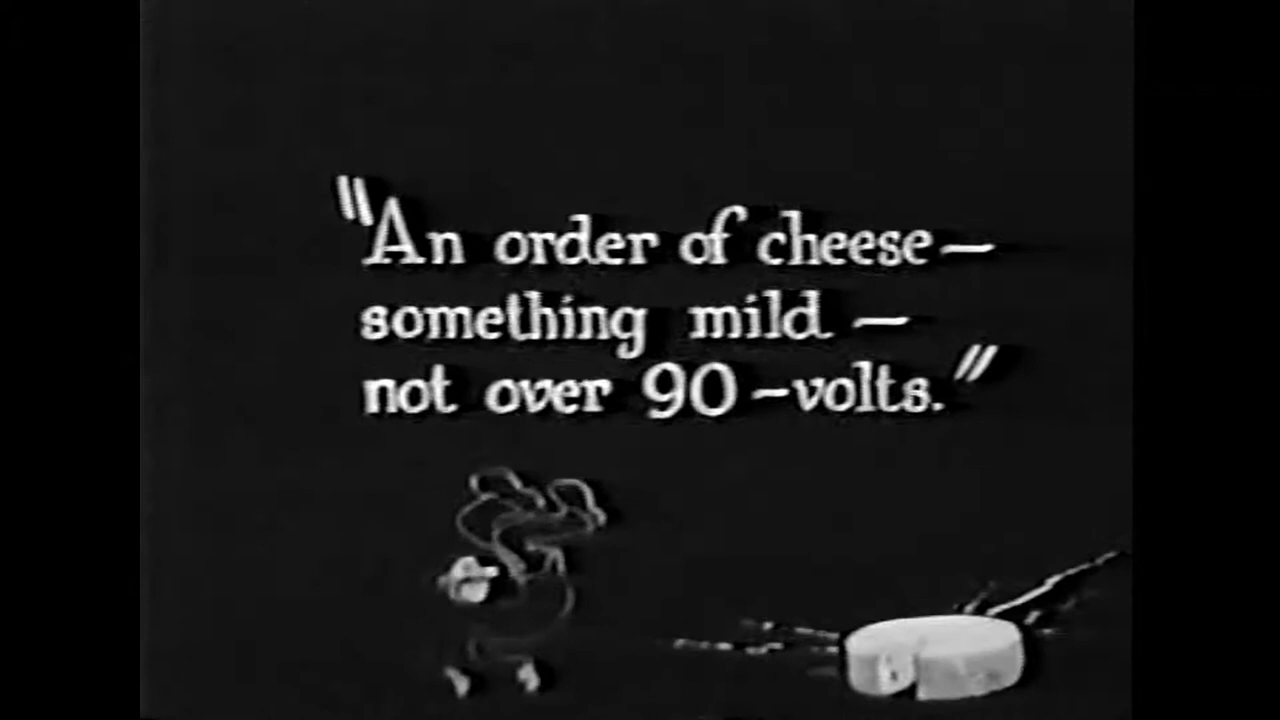 "An order of cheese—
something mild —
not over 90 -volts."